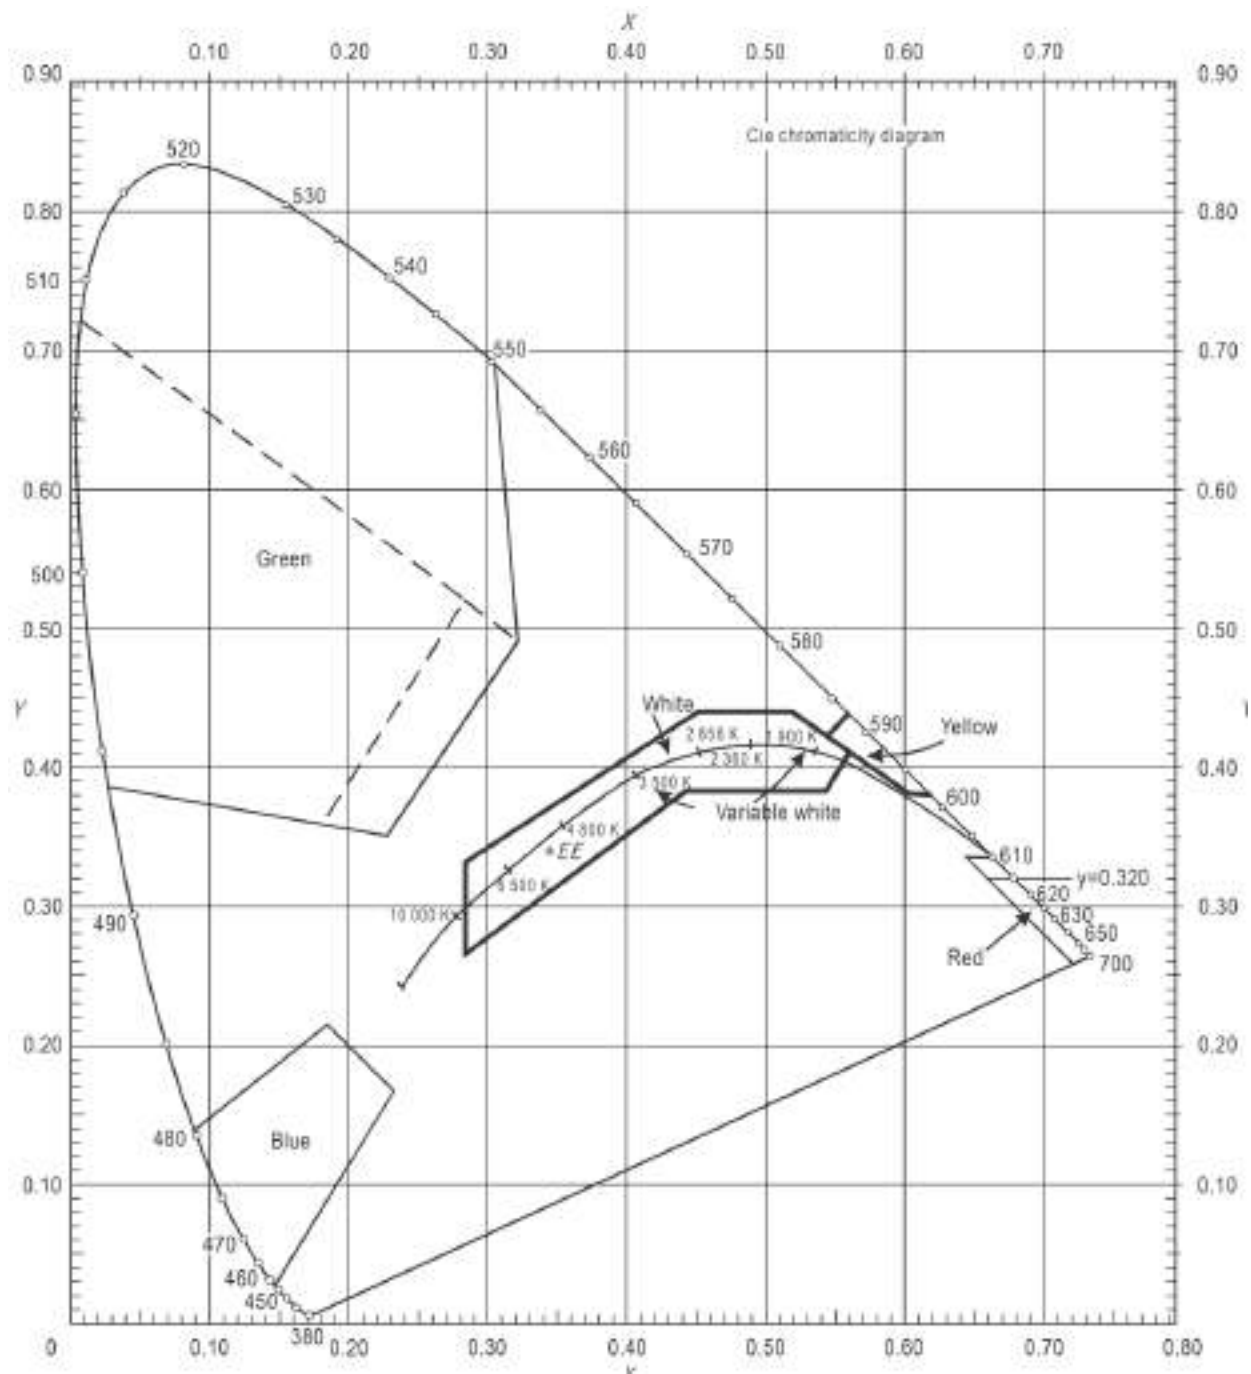 X
0.10 0.20 0.30 0.40 0.50 0.60 0.70
0.90 0.90
Cie chromaticity diagram
520
530
0.80 0.80
540
510
550
0.70 0.70
560
0.60 0.60
570
Green
500
0.50 580 0.50
White
590 Yellow
Y
2 856 K 1 900 K
2 360 K
0.40 0.40
3 500 K
600
Variable white
4 800 K
EE
610
6 500 K
y=0.320
620
10 000 K
0.30 630 0.30
490
650
Red 700
0.20 0.20
480 Blue
0.10 0.10
470
460
450
380
0 0.10 0.20 0.30 0.40 0.50 0.60 0.70 0.80